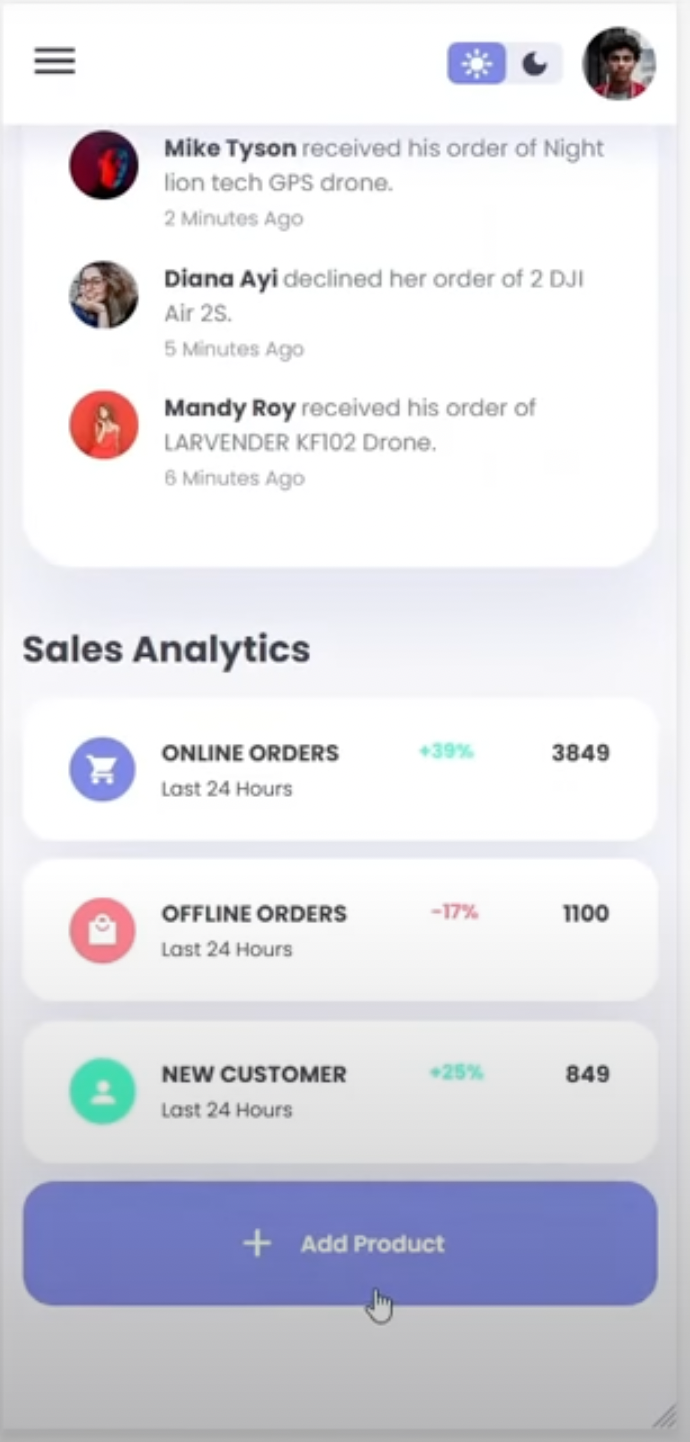 Mike Tyson received his order of Night
lion tech GPS drone.
2 Minutes Ago
Diana Ayi declined her order of 2 DJI
Air 2S.
5 Minutes Ago
Mandy Roy received his order of
LARVENDER KF102 Drone.
6 Minutes Ago
Sales Analytics
ONLINE ORDERS +39% 3849
Last 24 Hours
OFFLINE ORDERS -17% 1100
Last 24 Hours
NEW CUSTOMER +25% 849
Last 24 Hours
Add Product